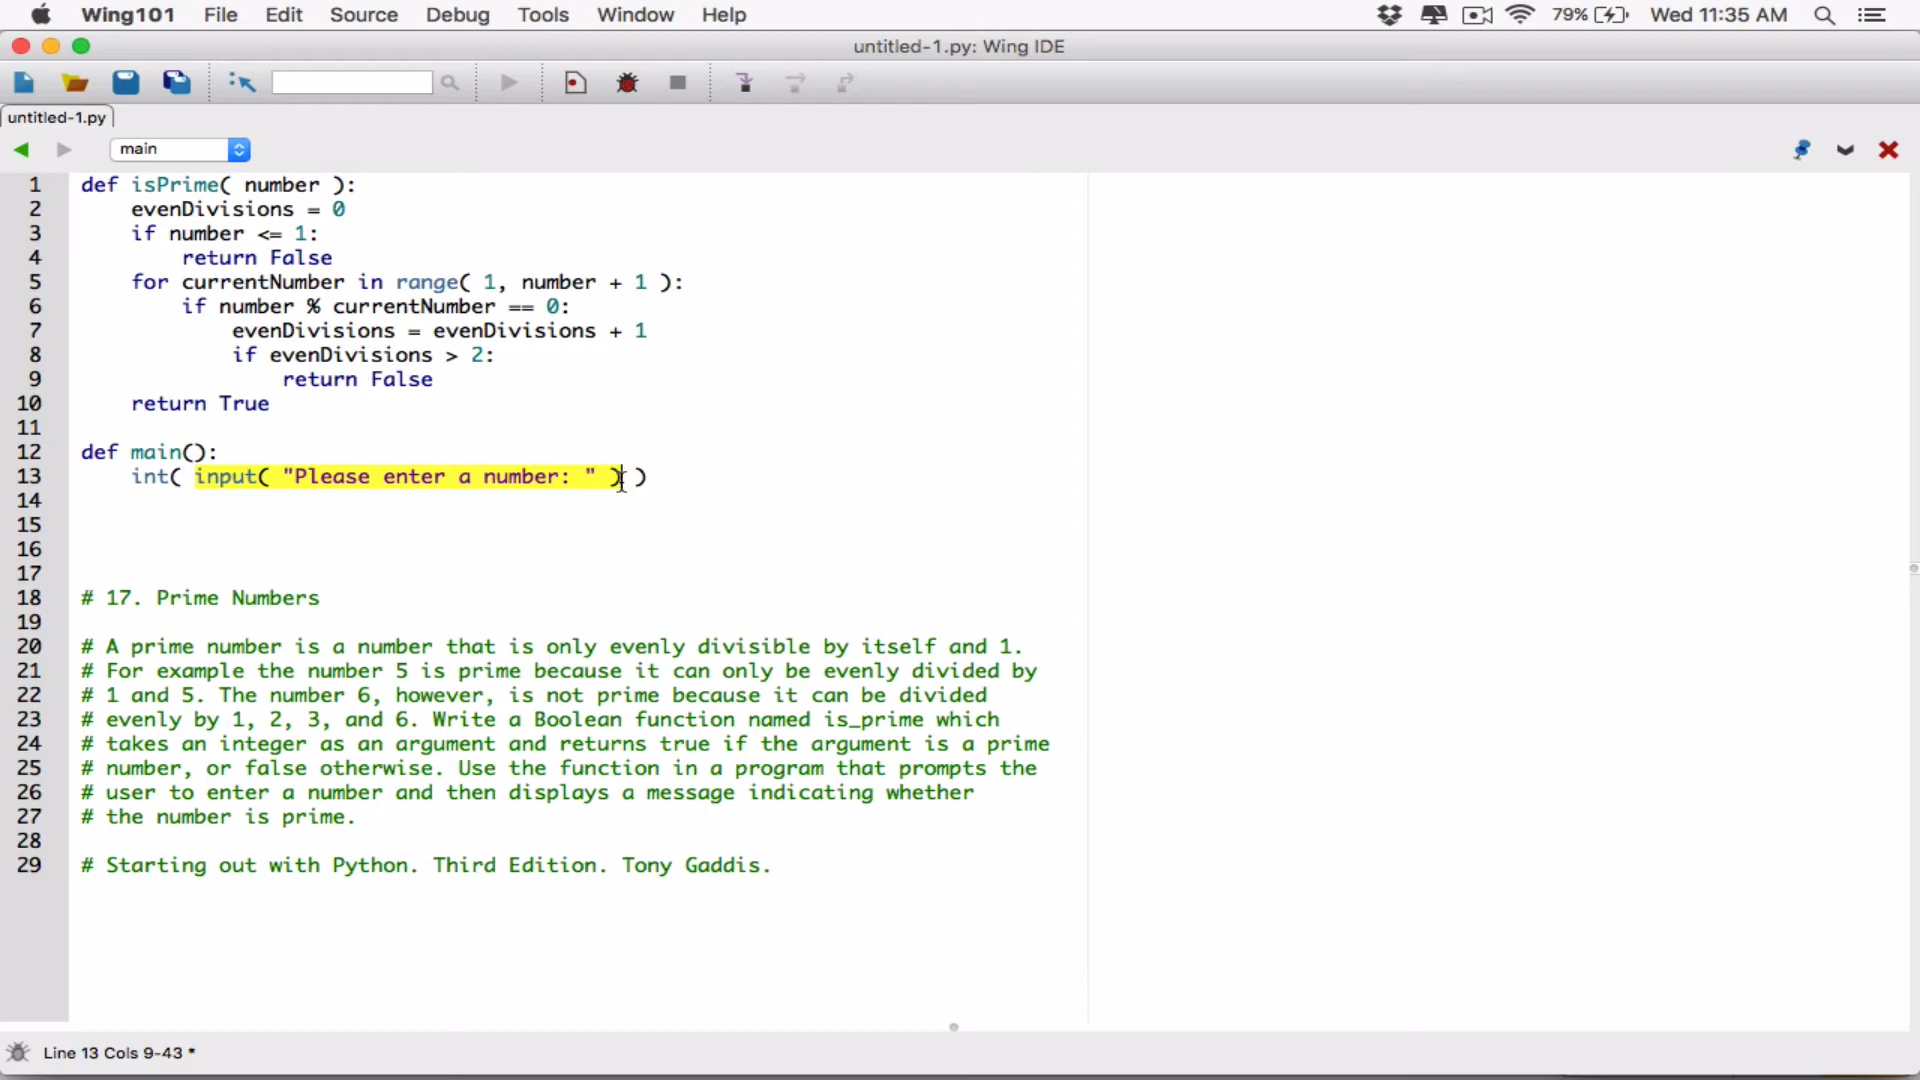 Wing101 File Edit Source Debug Tools Window Help 79% Wed 11:35 AM
untitled-1.py: Wing IDE
untitled-1.py
main
1 def isPrime( number ):
2     evenDivisions = 0
3     if number <= 1:
4         return False
5     for currentNumber in range( 1, number + 1 ):
6         if number % currentNumber == 0:
7             evenDivisions = evenDivisions + 1
8             if evenDivisions > 2:
9                 return False
10     return True
11
12 def main():
13     int( input( "Please enter a number: " ) )
14
15
16
17
18 # 17. Prime Numbers
19
20 # A prime number is a number that is only evenly divisible by itself and 1.
21 # For example the number 5 is prime because it can only be evenly divided by
22 # 1 and 5. The number 6, however, is not prime because it can be divided
23 # evenly by 1, 2, 3, and 6. Write a Boolean function named is_prime which
24 # takes an integer as an argument and returns true if the argument is a prime
25 # number, or false otherwise. Use the function in a program that prompts the
26 # user to enter a number and then displays a message indicating whether
27 # the number is prime.
28
29 # Starting out with Python. Third Edition. Tony Gaddis.
Line 13 Cols 9-43 *